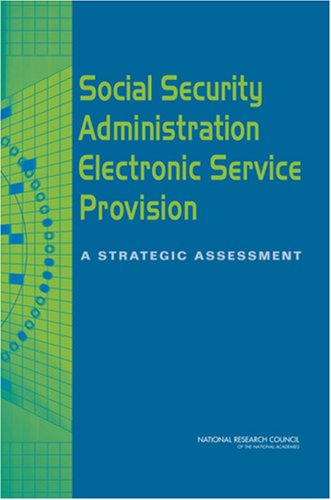 Social Security
Administration
Electronic Service
Provision
A STRATEGIC ASSESSMENT
NATIONAL RESEARCH COUNCIL
OF THE NATIONAL ACADEMIES